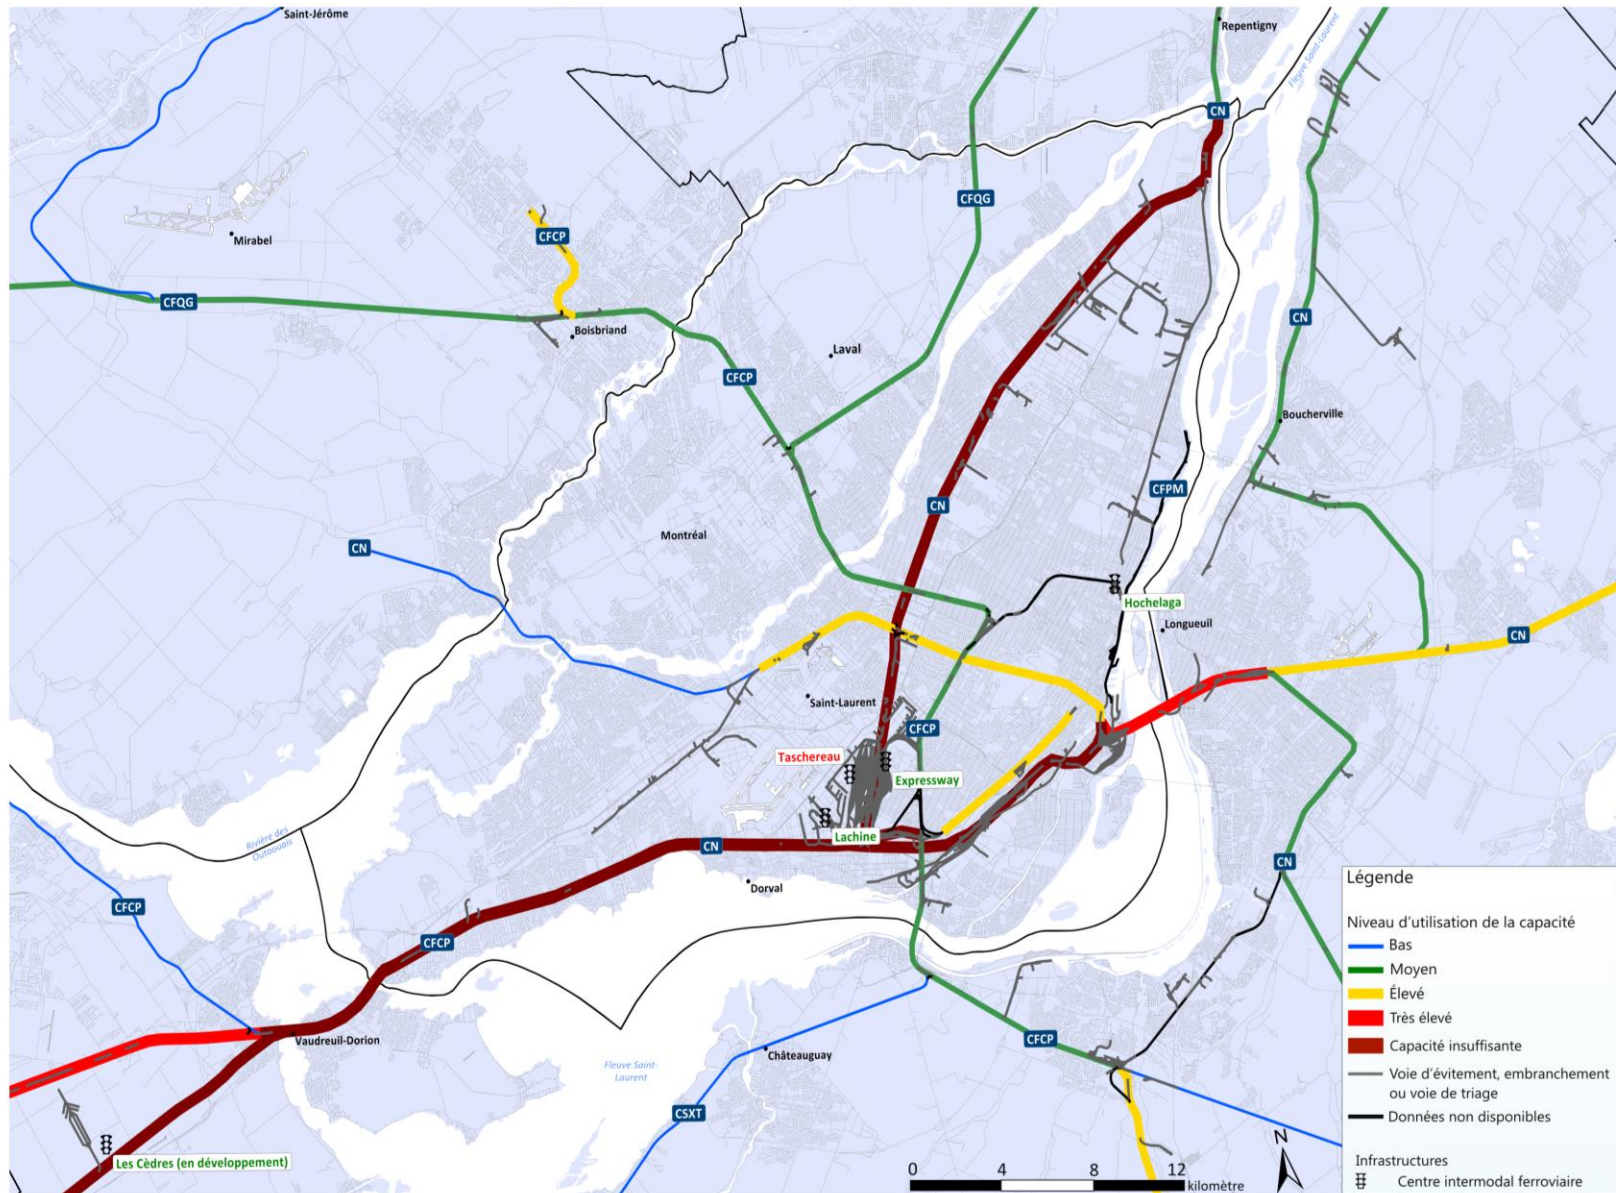 Saint-Jérôme
Repentigny
Fleuve Saint-Laurent
CN
CFQG
CFCP
Mirabel
CFQG
CN
Boisbriand
Laval
CFCP
Boucherville
CFPM
CN
Montréal
CN
Hochelaga
Longueuil
CN
Saint-Laurent
CFCP
Taschereau
Expressway
Lachine
Rivière des
Outaouais
CN
CN
Dorval
CFCP
CFCP
Vaudreuil-Dorion
CFCP
Châteauguay
Fleuve Saint-
Laurent
CSXT
Les Cèdres (en développement)
N
0 4 8 12
kilomètre
Légende
Niveau d'utilisation de la capacité
Bas
Moyen
Élevé
Très élevé
Capacité insuffisante
Voie d'évitement, embranchement
ou voie de triage
Données non disponibles
Infrastructures
Centre intermodal ferroviaire